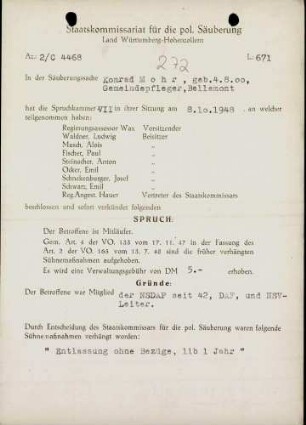 Staatskommissariat für die pol. Säuberung
Land Württemberg-Hohenzollern
Az: 2/C 4468
272
L: 671
In der Säuberungssache Konrad Mohr, geb.4.8.00,
Gemeindepfleger, Bellamont
hat die Spruchkammer VII in ihrer Sitzung am 8.10.1948 , an welcher
teilgenommen haben:
Regierungsassessor Wax Vorsitzender
Waldner, Ludwig Beisitzer
Maush, Alois "
Fischer, Paul "
Steinacher, Anton "
Osker, Emil "
Schreckenberger, Josef "
Schwarz, Emil "
Reg.Angest. Hauer Vertreter des Staatskommissars
beschlossen und sofort verkündet folgenden
SPRUCH:
Der Betroffene ist Mitläufer.
Gem. Art. 4 der VO. 133 vom 17. 11. 47 in der Fassung des
Art. 2 der VO. 165 vom 13. 7. 48 sind die früher verhängten
Sühnemaßnahmen aufgehoben.
Es wird eine Verwaltungsgebühr von DM 5.- erhoben.
Gründe:
Der Betroffene war Mitglied der NSDAP seit 42, DAF, und NSV-
Leiter.
Durch Entscheidung des Staatskommissars für die pol. Säuberung waren folgende
Sühnemaßnahmen verhängt worden:
" Entlassung ohne Bezüge, 11b 1 Jahr "